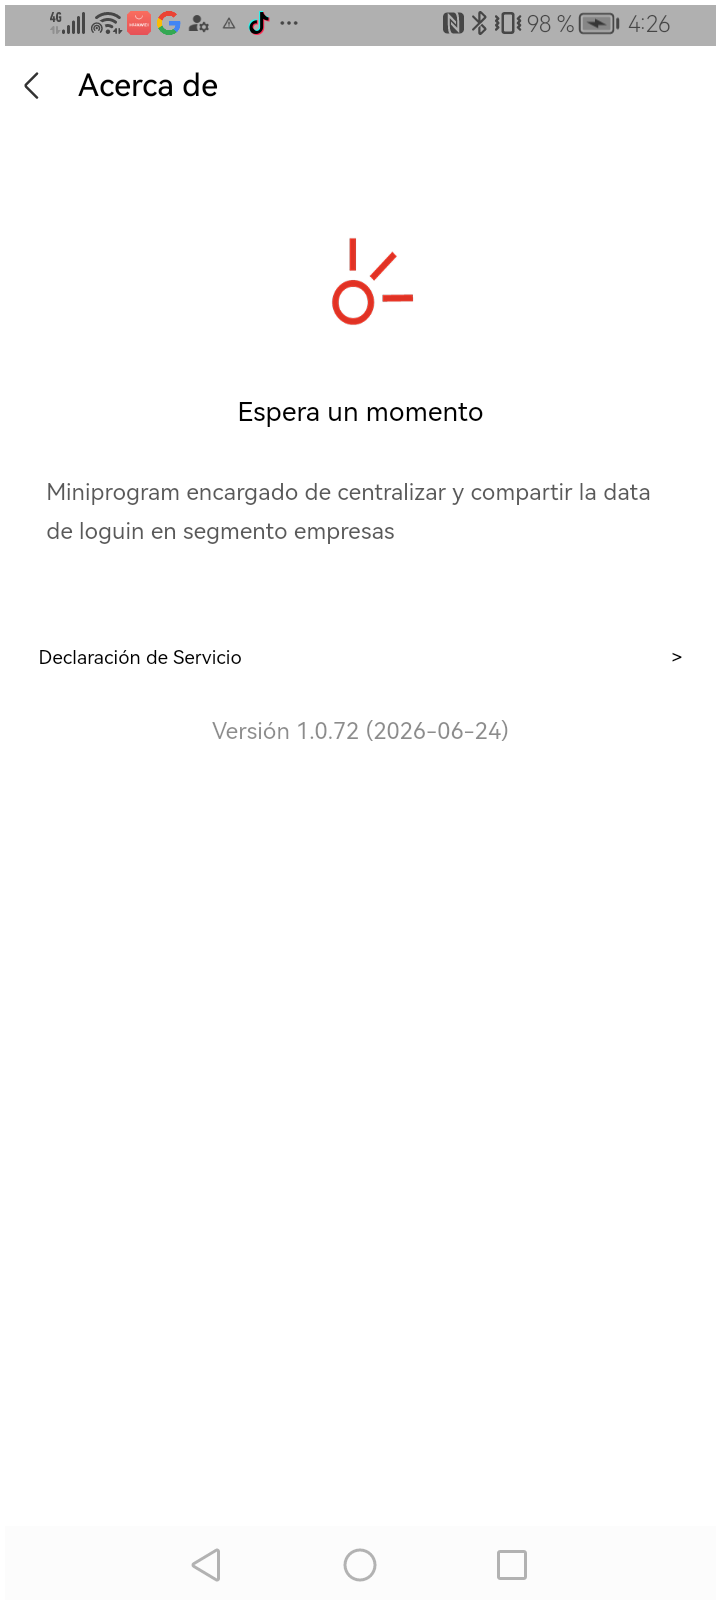 4G 98 % 4:26
Acerca de
Espera un momento
Miniprogram encargado de centralizar y compartir la data
de loguin en segmento empresas
Declaración de Servicio >
Versión 1.0.72 (2026-06-24)